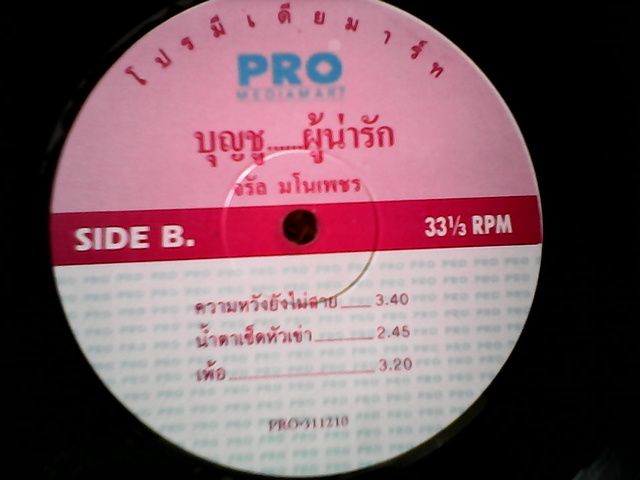 โปรมีเดียมาร์ท
PRO
MEDIAMART
บุญชู......ผู้น่ารัก
จรัล มโนเพชร
SIDE B.
33⅓ RPM
ความหวังยังไม่สาย 3.40
น้ำตาเช็ดหัวเข่า 2.45
เพ้อ 3.20
PRO-311210